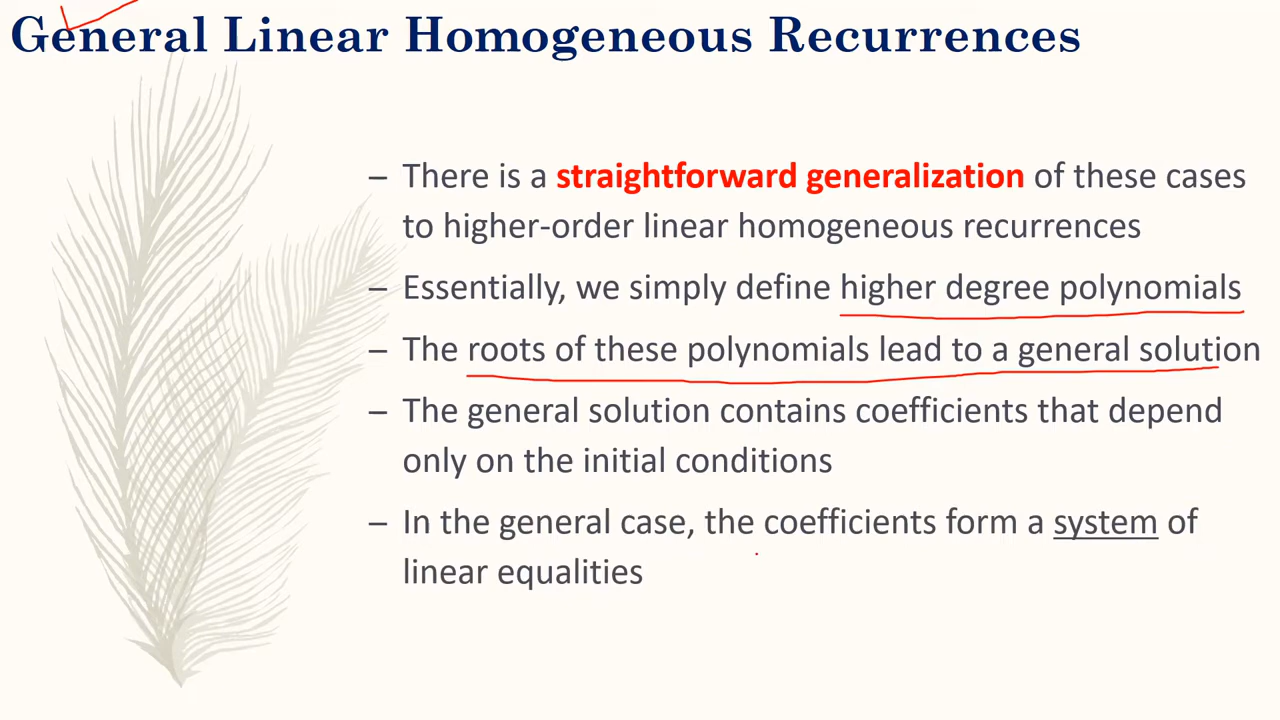 General Linear Homogeneous Recurrences
– There is a straightforward generalization of these cases
to higher-order linear homogeneous recurrences
– Essentially, we simply define higher degree polynomials
– The roots of these polynomials lead to a general solution
– The general solution contains coefficients that depend
only on the initial conditions
– In the general case, the coefficients form a system of
linear equalities